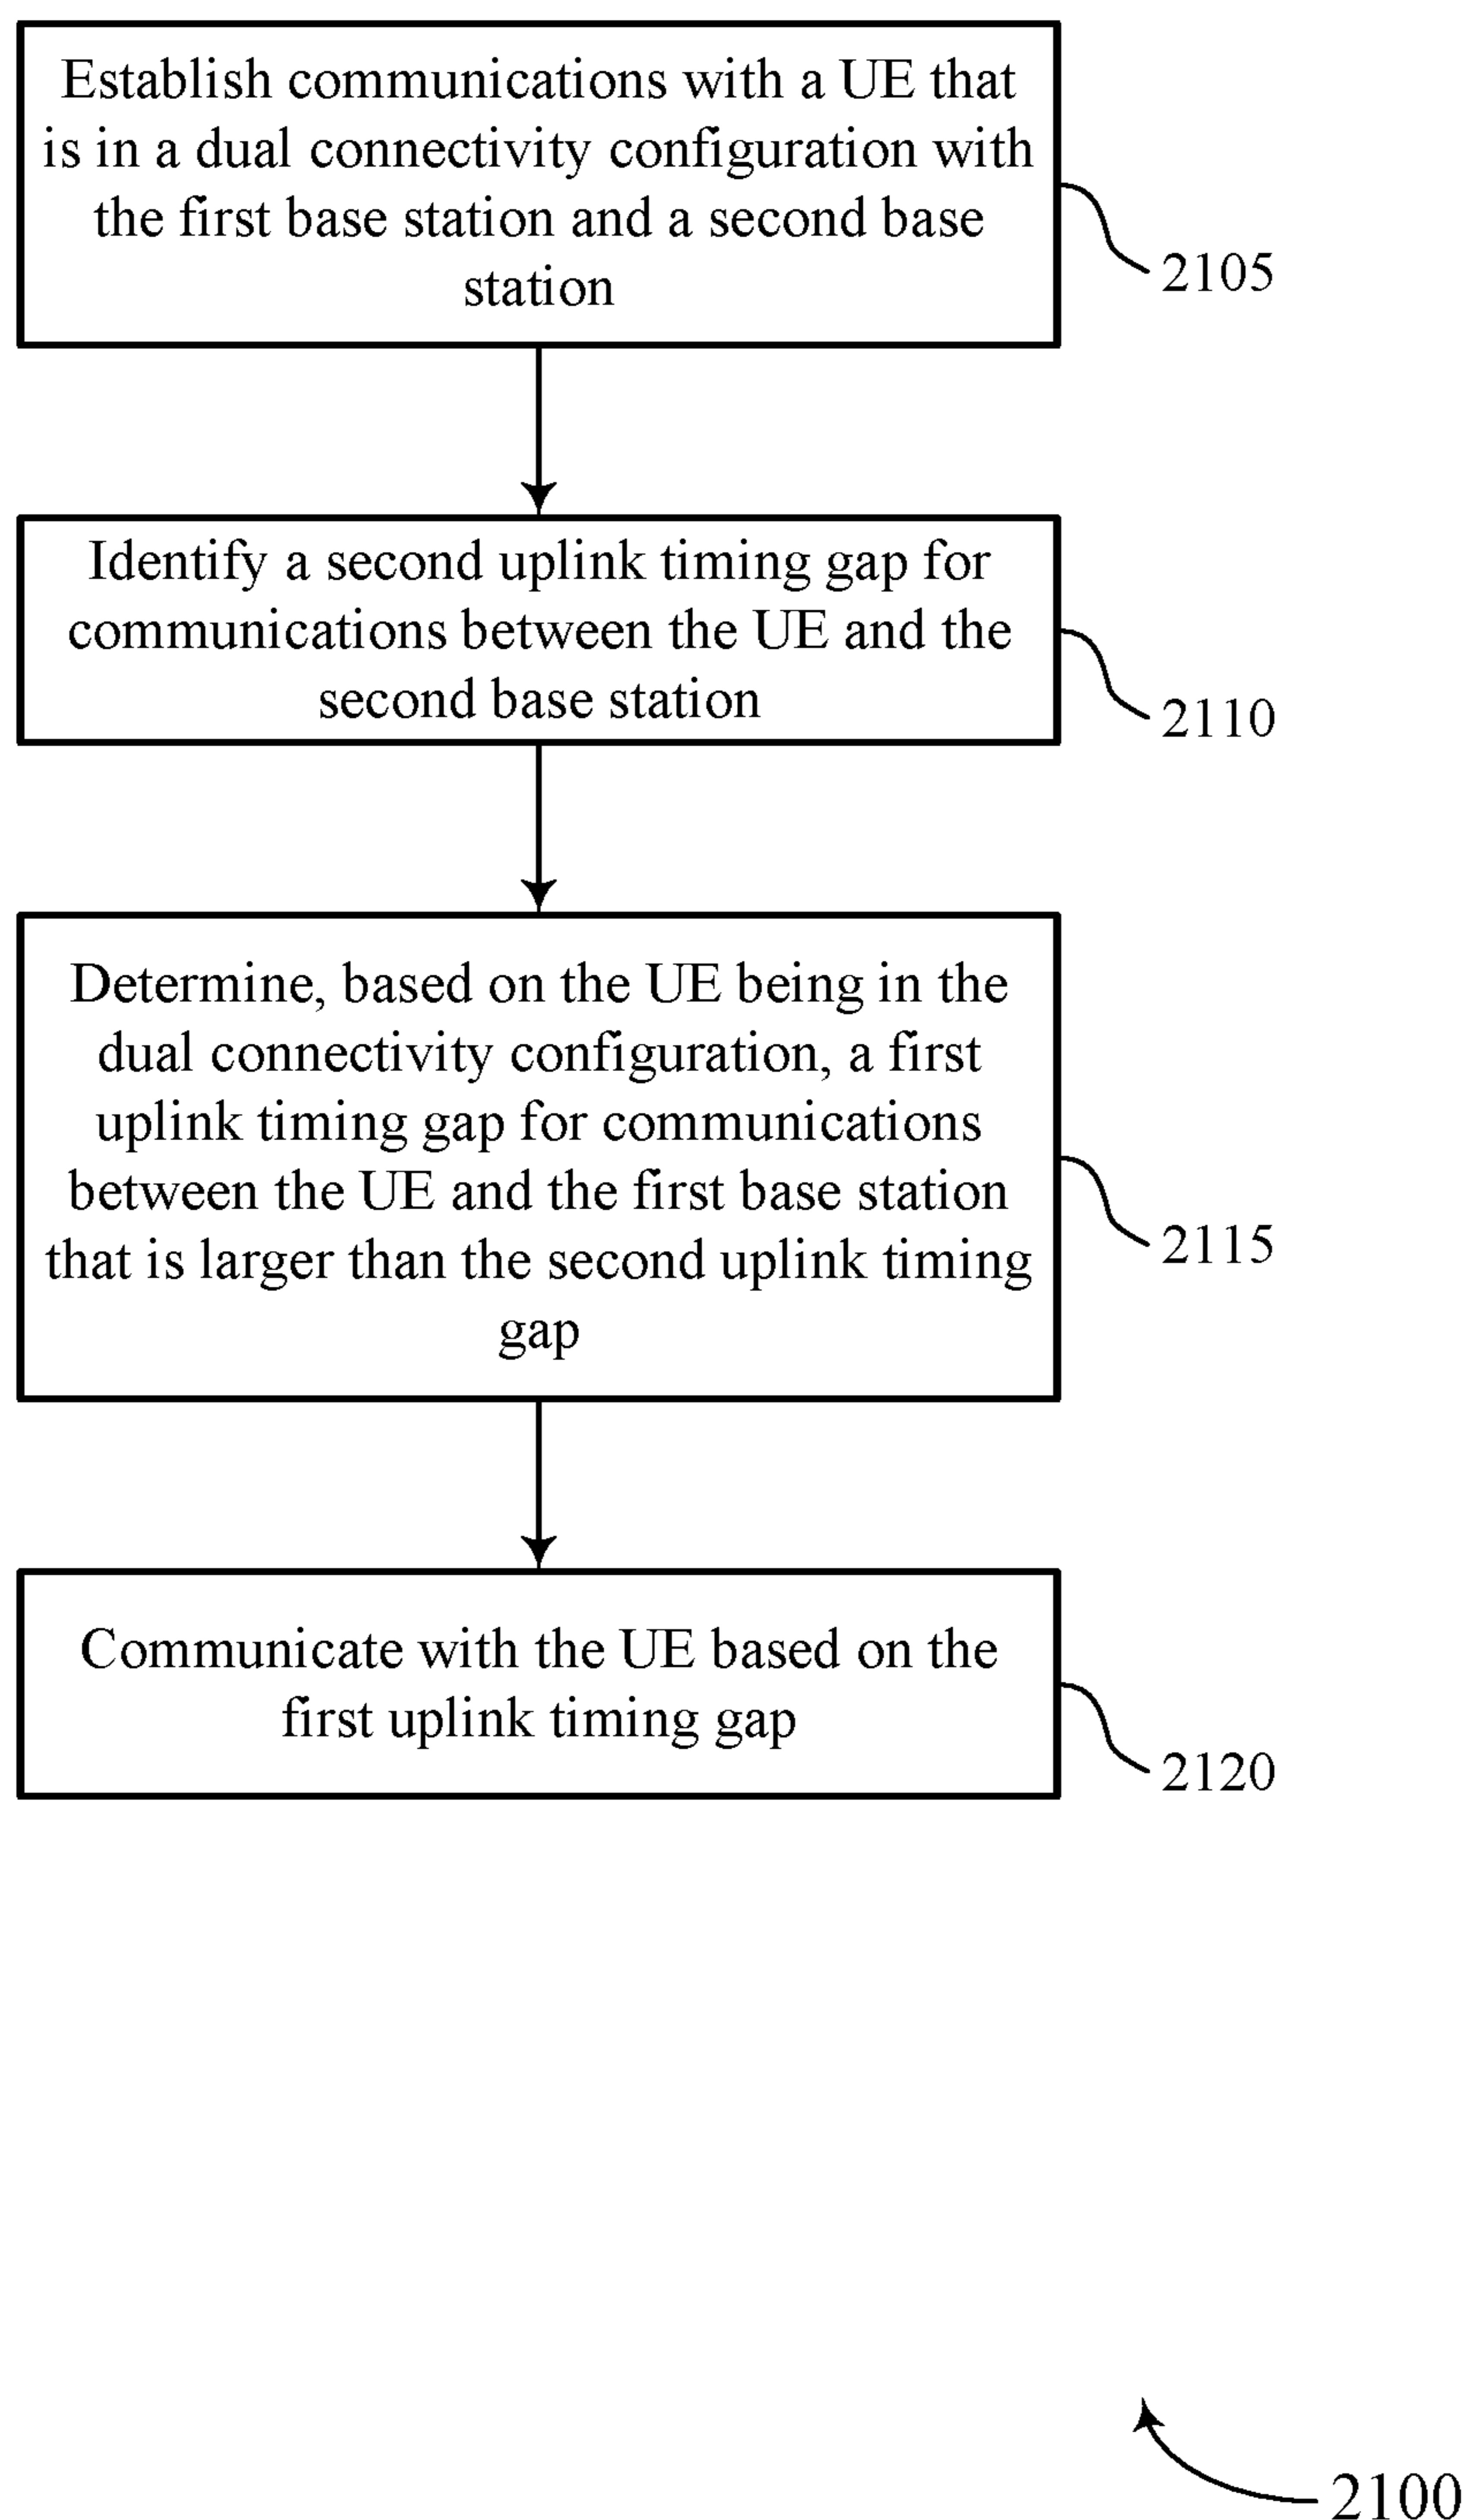 Establish communications with a UE that
is in a dual connectivity configuration with
the first base station and a second base
station
2105
Identify a second uplink timing gap for
communications between the UE and the
second base station
2110
Determine, based on the UE being in the
dual connectivity configuration, a first
uplink timing gap for communications
between the UE and the first base station
that is larger than the second uplink timing
gap
2115
Communicate with the UE based on the
first uplink timing gap
2120
2100